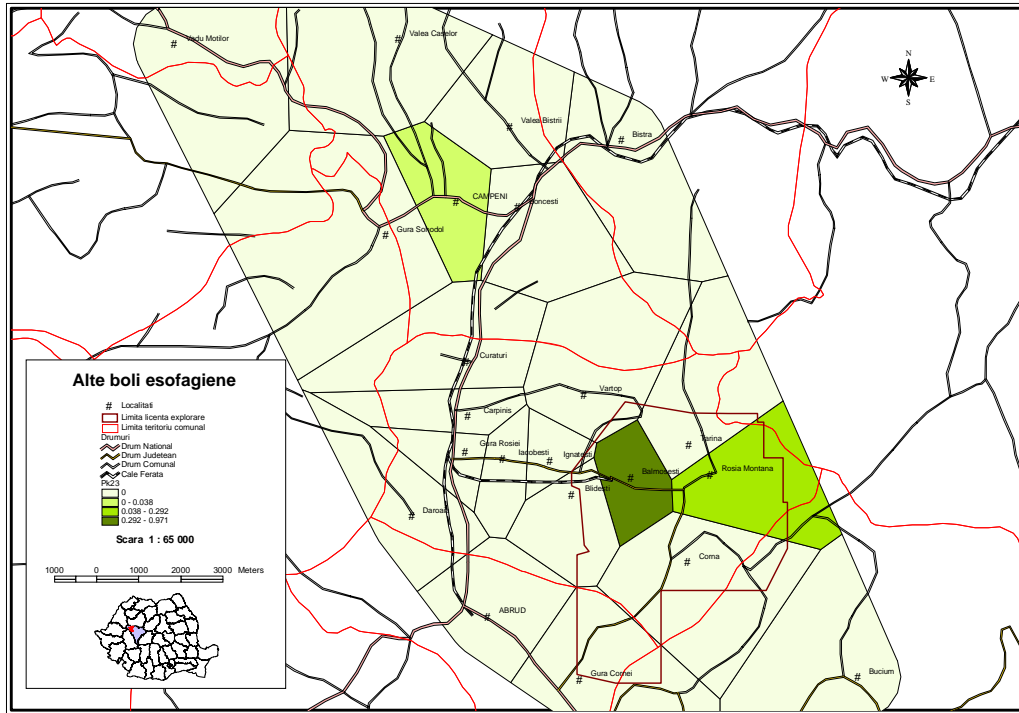 Vadu Motilor
Valea Caselor
N
W E
S
Valea Bistrii
Bistra
CAMPENI
Boncesti
Gura Sohodol
Curaturi
Vartop
Carpinis
Gura Rosiei
Iacobesti
Ignatesti
Tarina
Balmosesti
Rosia Montana
Blidesti
Daroaia
Corna
ABRUD
Gura Cornei
Bucium
Alte boli esofagiene
# Localitati
Limita licenta explorare
Limita teritoriu comunal
Drumuri
Drum National
Drum Judetean
Drum Comunal
Cale Ferata
Pk23
0
0 - 0.038
0.038 - 0.292
0.292 - 0.971
Scara 1 : 65 000
1000 0 1000 2000 3000 Meters